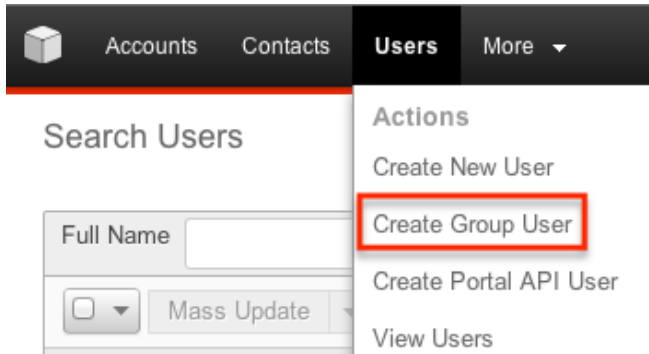 Accounts Contacts Users More
Search Users
Actions
Create New User
Create Group User
Create Portal API User
View Users
Full Name
Mass Update